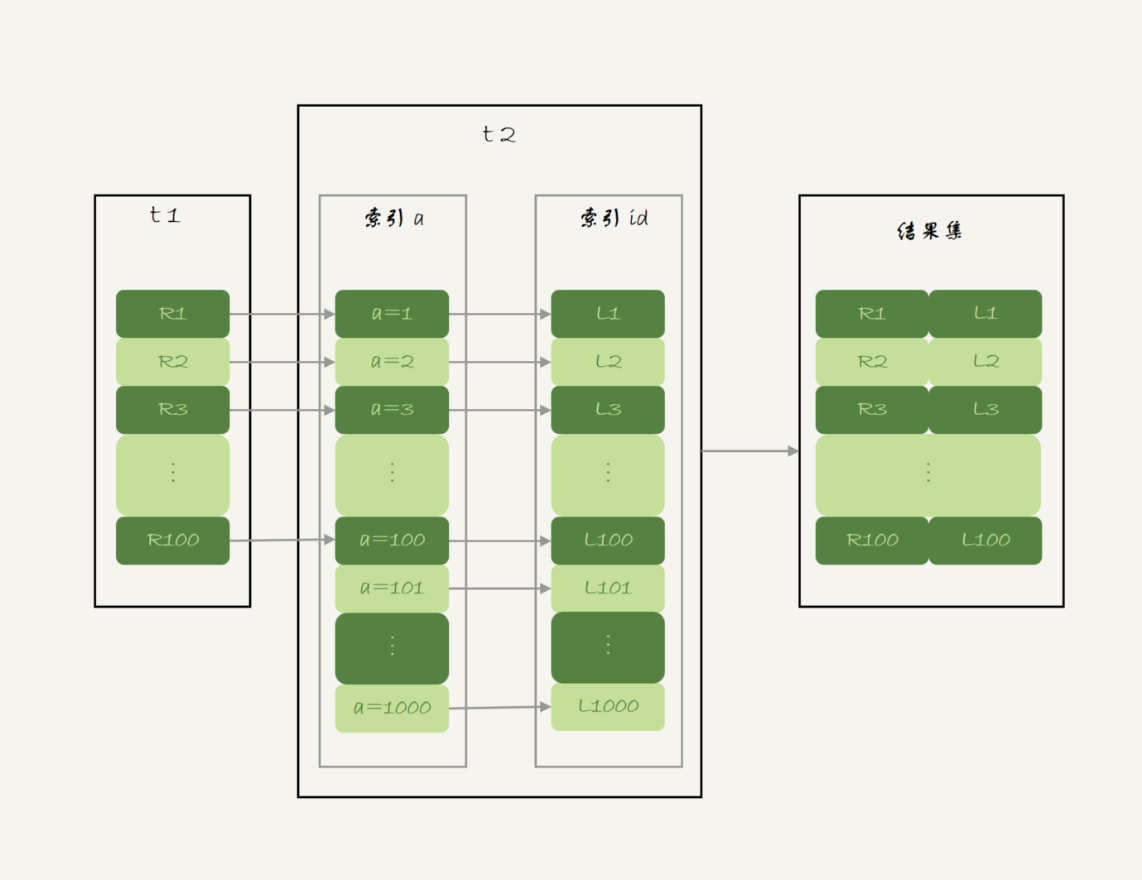 t2
t1
索引 a
索引 id
结果集
R1
a=1
L1
R1
L1
R2
a=2
L2
R2
L2
R3
a=3
L3
R3
L3
⋮
⋮
⋮
⋮
R100
a=100
L100
R100
L100
a=101
L101
⋮
⋮
a=1000
L1000